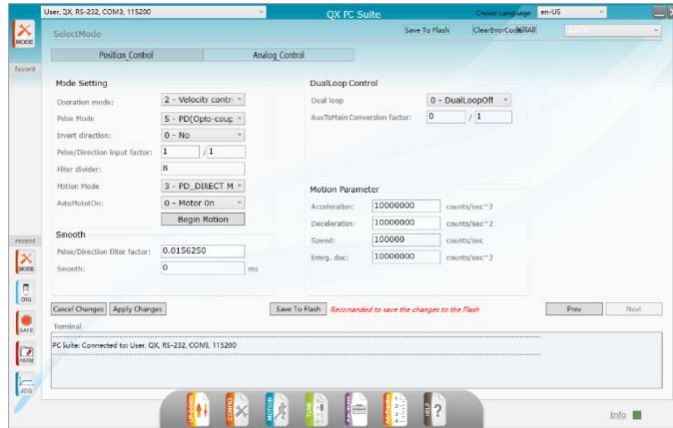 User, QX, RS-232, COM3, 115200
QX PC Suite
Choose Language en-US
MODE
SelectMode
Save To Flash
ClearErrorCode
Position Control
Analog Control
favorit
Mode Setting
DualLoop Control
Operation mode: 2 - Velocity contr
Dual loop 0 - DualLoopOff
Pulse Mode 5 - PD(Opto-coup
AuxToMain Conversion factor: 0 / 1
Invert direction: 0 - No
Pulse/Direction input factor: 1 / 1
Filter divider: 8
Motion Mode 3 - PD_DIRECT M
Motion Parameter
AutoMotorOn: 0 - Motor On
Acceleration: 10000000 counts/sec^2
Begin Motion
Deceleration: 10000000 counts/sec^2
Smooth
Speed: 100000 counts/sec
Pulse/Direction filter factor: 0.0156250
Emrg. dec: 10000000 counts/sec^2
Smooth: 0 ms
recent
MODE
DIG
SAFE
PARM
JOG
Cancel Changes
Apply Changes
Save To Flash
Reconanded to save the changes to the Flash
Prev
Next
Terminal
PC Suite: Connected to: User, QX, RS-232, COM3, 115200
CONFIG
MOTION
TUNE
HELP
Info